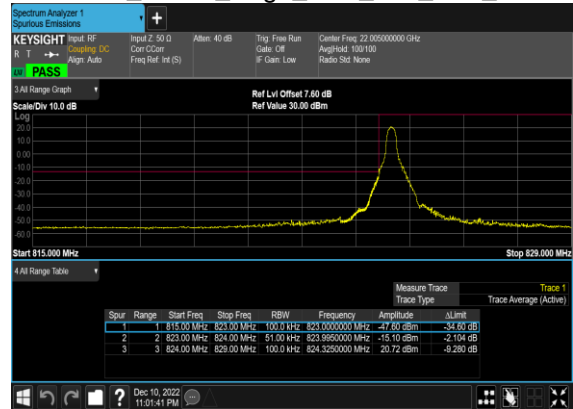 Spectrum Analyzer 1
Spurious Emissions
+
KEYSIGHT Input: RF Input Z: 50 Ω Atten: 40 dB Trig: Free Run Center Freq: 22.005000000 GHz
R T Coupling: DC Corr CCorr Gate: Off Avg|Hold: 100/100
Align: Auto Freq Ref: Int (S) IF Gain: Low Radio Std: None
LW PASS
3 All Range Graph
Ref Lvl Offset 7.60 dB
Scale/Div 10.0 dB Ref Value 30.00 dBm
Log
20.0
10.0
0.00
-10.0
-20.0
-30.0
-40.0
-50.0
-60.0
Start 815.000 MHz Stop 829.000 MHz
4 All Range Table
Measure Trace Trace 1
Trace Type Trace Average (Active)
Spur Range Start Freq Stop Freq RBW Frequency Amplitude ΔLimit
1 1 815.00 MHz 823.00 MHz 100.0 kHz 823.0000000 MHz -47.60 dBm -34.60 dB
2 2 823.00 MHz 824.00 MHz 51.00 kHz 823.9950000 MHz -15.10 dBm -2.104 dB
3 3 824.00 MHz 829.00 MHz 100.0 kHz 824.3250000 MHz 20.72 dBm -9.280 dB
? Dec 10, 2022
11:01:41 PM